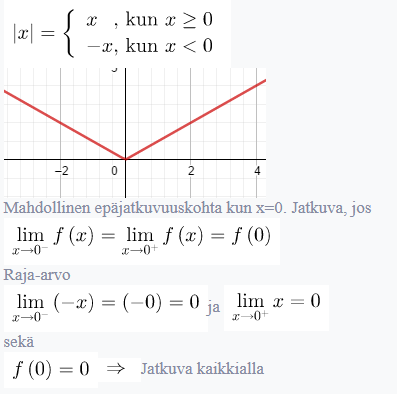 |x| = { x , kun x ≥ 0
−x, kun x < 0
−2 0 2 4
Mahdollinen epäjatkuvuuskohta kun x=0. Jatkuva, jos
lim x→0⁻ f (x) = lim x→0⁺ f (x) = f (0)
Raja-arvo
lim x→0⁻ (−x) = (−0) = 0 ja lim x→0⁺ x = 0
sekä
f (0) = 0 ⇒ Jatkuva kaikkialla